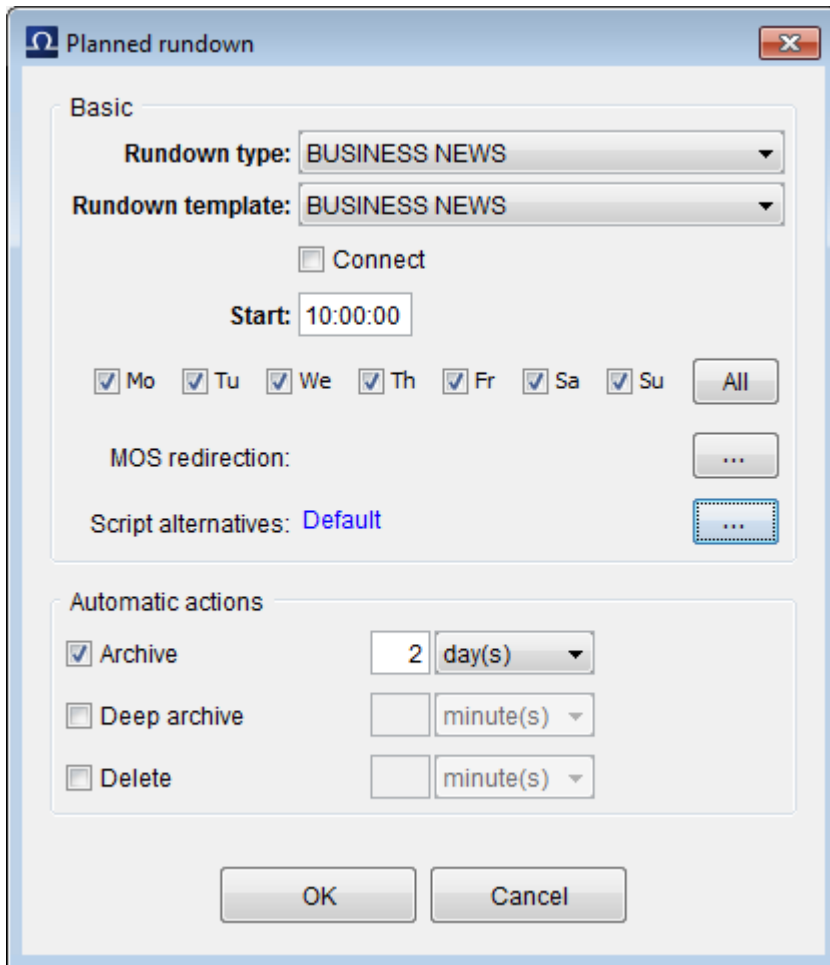 Planned rundown
Basic
Rundown type: BUSINESS NEWS
Rundown template: BUSINESS NEWS
Connect
Start: 10:00:00
Mo Tu We Th Fr Sa Su All
MOS redirection: ...
Script alternatives: Default ...
Automatic actions
Archive 2 day(s)
Deep archive minute(s)
Delete minute(s)
OK Cancel